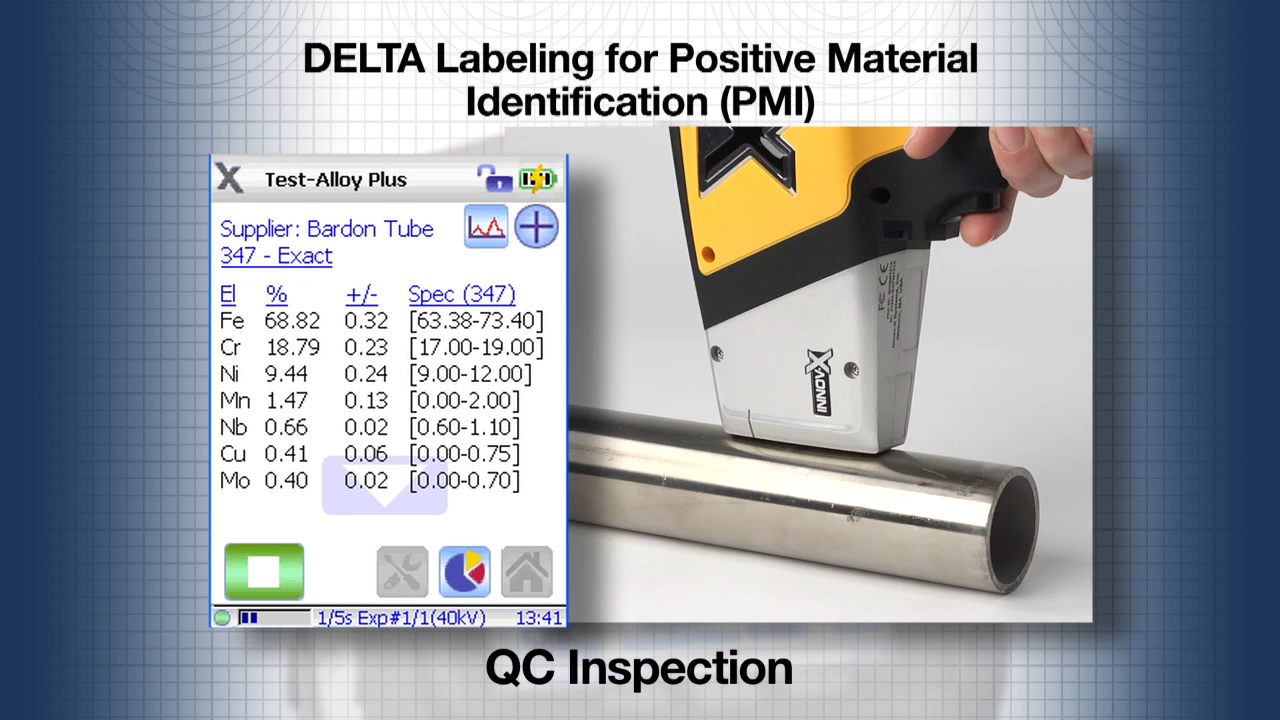 DELTA Labeling for Positive Material
Identification (PMI)
Test-Alloy Plus
Supplier: Bardon Tube
347 - Exact
El % +/- Spec (347)
Fe 68.82 0.32 [63.38-73.40]
Cr 18.79 0.23 [17.00-19.00]
Ni 9.44 0.24 [9.00-12.00]
Mn 1.47 0.13 [0.00-2.00]
Nb 0.66 0.02 [0.60-1.10]
Cu 0.41 0.06 [0.00-0.75]
Mo 0.40 0.02 [0.00-0.70]
1/5s Exp#1/1(40kV) 13:41
FC CE
INNOV-X
QC Inspection